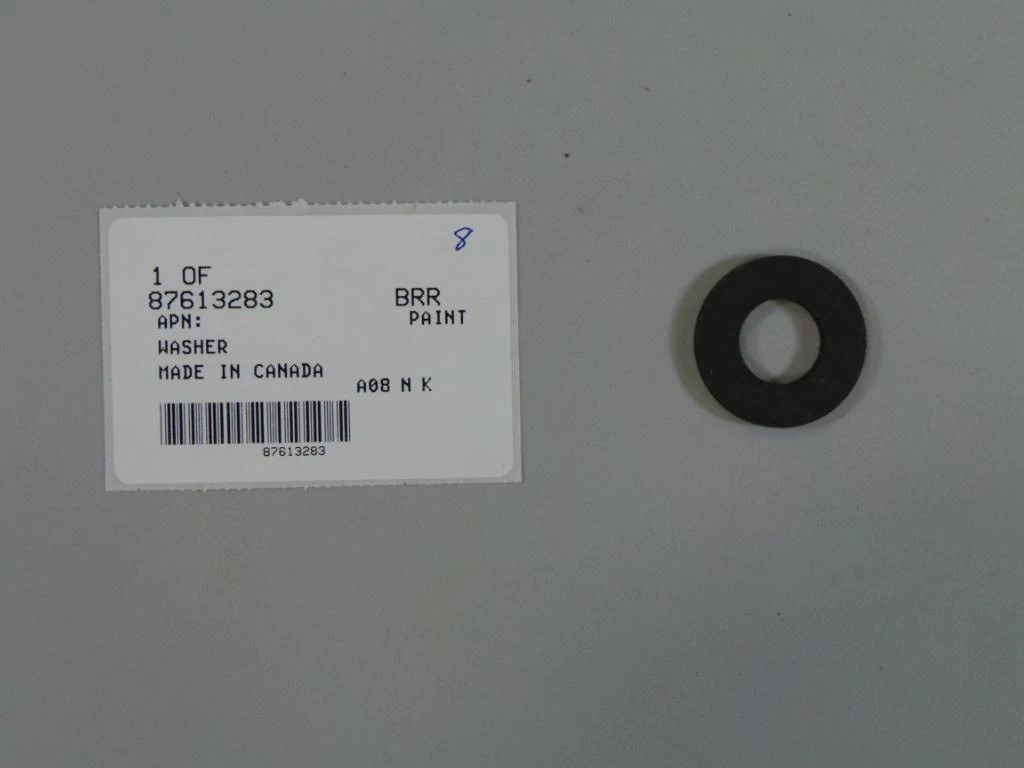 8
1 OF
87613283 BRR
APN: PAINT
WASHER
MADE IN CANADA
A08 N K
87613283